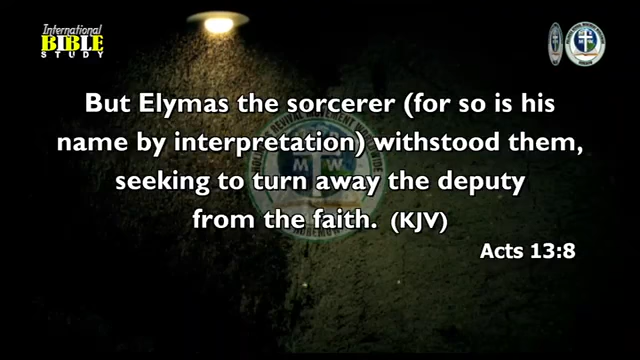 International
BIBLE
STUDY
But Elymas the sorcerer (for so is his
name by interpretation) withstood them,
seeking to turn away the deputy
from the faith. (KJV)
Acts 13:8